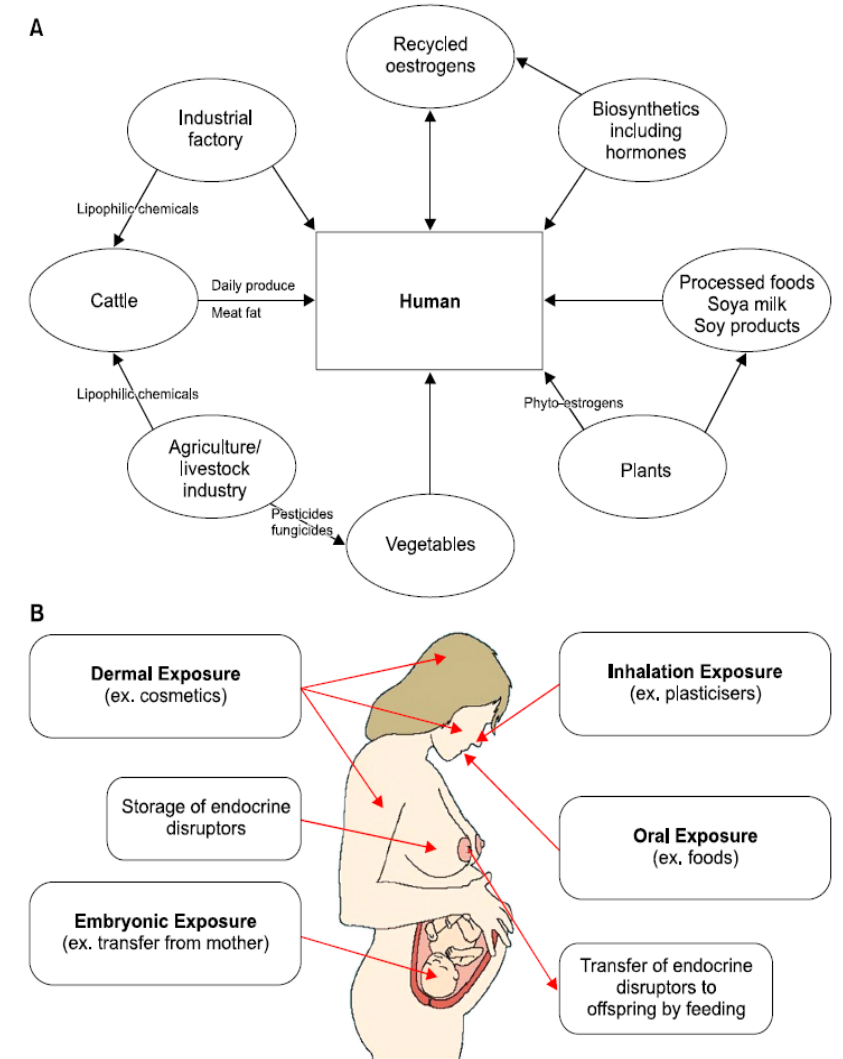 A
Recycled
oestrogens
Industrial
factory
Biosynthetics
including
hormones
Lipophilic chemicals
Cattle
Daily produce
Meat fat
Human
Processed foods
Soya milk
Soy products
Lipophilic chemicals
Phyto-estrogens
Agriculture/
livestock
industry
Plants
Pesticides
fungicides
Vegetables
B
Dermal Exposure
(ex. cosmetics)
Inhalation Exposure
(ex. plasticisers)
Storage of endocrine
disruptors
Oral Exposure
(ex. foods)
Embryonic Exposure
(ex. transfer from mother)
Transfer of endocrine
disruptors to
offspring by feeding